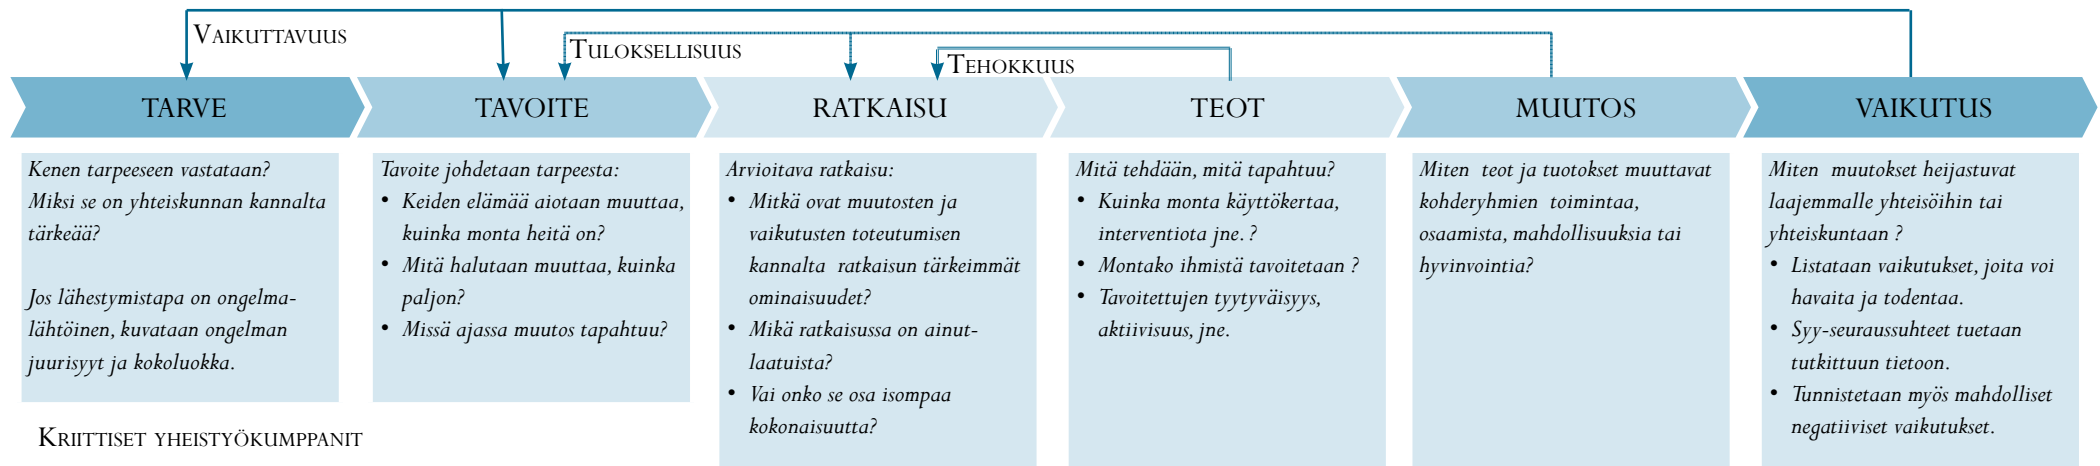 Vaikuttavuus
Tuloksellisuus
Tehokkuus
TARVE
TAVOITE
RATKAISU
TEOT
MUUTOS
VAIKUTUS
Kenen tarpeeseen vastataan?
Miksi se on yhteiskunnan kannalta
tärkeää?
Jos lähestymistapa on ongelma-
lähtöinen, kuvataan ongelman
juurisyyt ja kokoluokka.
Tavoite johdetaan tarpeesta:
• Keiden elämää aiotaan muuttaa,
kuinka monta heitä on?
• Mitä halutaan muuttaa, kuinka
paljon?
• Missä ajassa muutos tapahtuu?
Arvioitava ratkaisu:
• Mitkä ovat muutosten ja
vaikutusten toteutumisen
kannalta ratkaisun tärkeimmät
ominaisuudet?
• Mikä ratkaisussa on ainut-
laatuista?
• Vai onko se osa isompaa
kokonaisuutta?
Mitä tehdään, mitä tapahtuu?
• Kuinka monta käyttökertaa,
interventiota jne. ?
• Montako ihmistä tavoitetaan ?
• Tavoitettujen tyytyväisyys,
aktiivisuus, jne.
Miten teot ja tuotokset muuttavat
kohderyhmien toimintaa,
osaamista, mahdollisuuksia tai
hyvinvointia?
Miten muutokset heijastuvat
laajemmalle yhteisöihin tai
yhteiskuntaan ?
• Listataan vaikutukset, joita voi
havaita ja todentaa.
• Syy-seuraussuhteet tuetaan
tutkittuun tietoon.
• Tunnistetaan myös mahdolliset
negatiiviset vaikutukset.
Kriittiset yheistyökumppanit